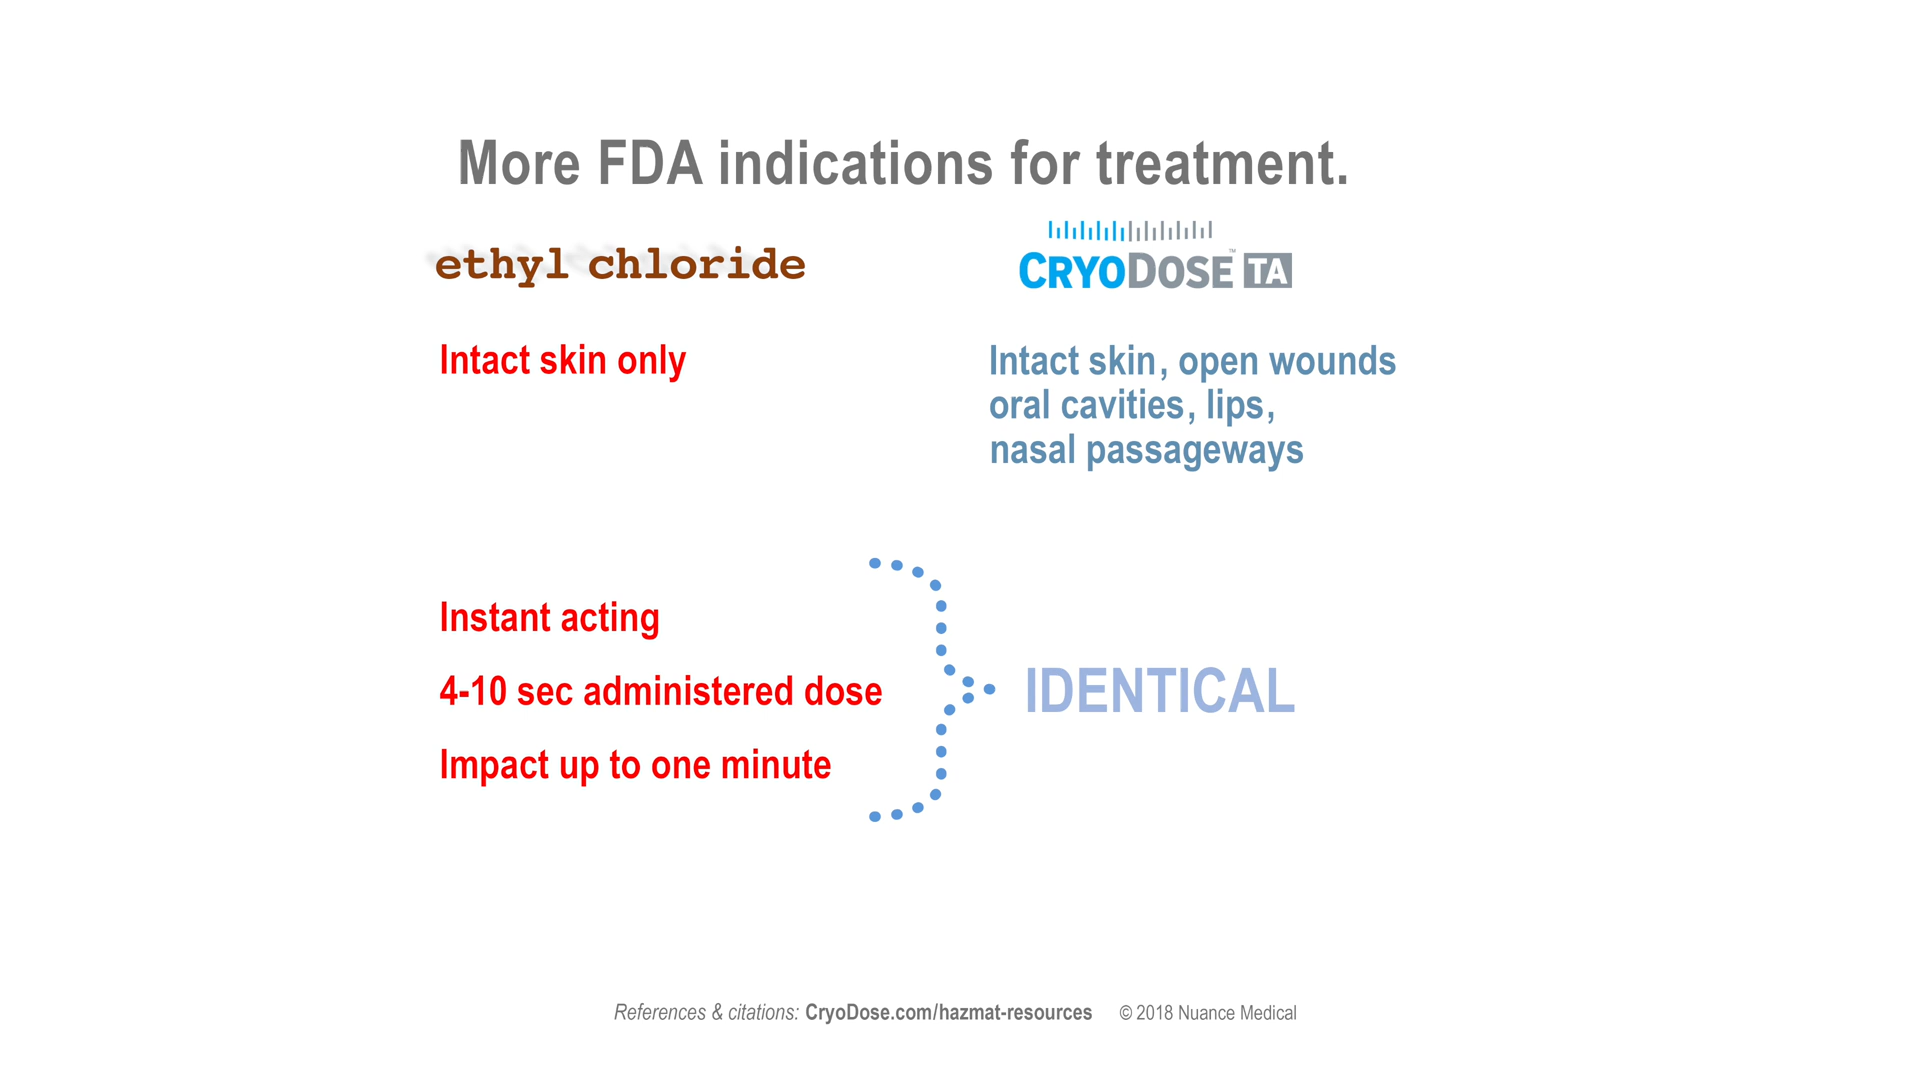 More FDA indications for treatment.
ethyl chloride
CRYODOSE™ TA
Intact skin only
Intact skin, open wounds
oral cavities, lips,
nasal passageways
Instant acting
4-10 sec administered dose
Impact up to one minute
IDENTICAL
References & citations: CryoDose.com/hazmat-resources © 2018 Nuance Medical